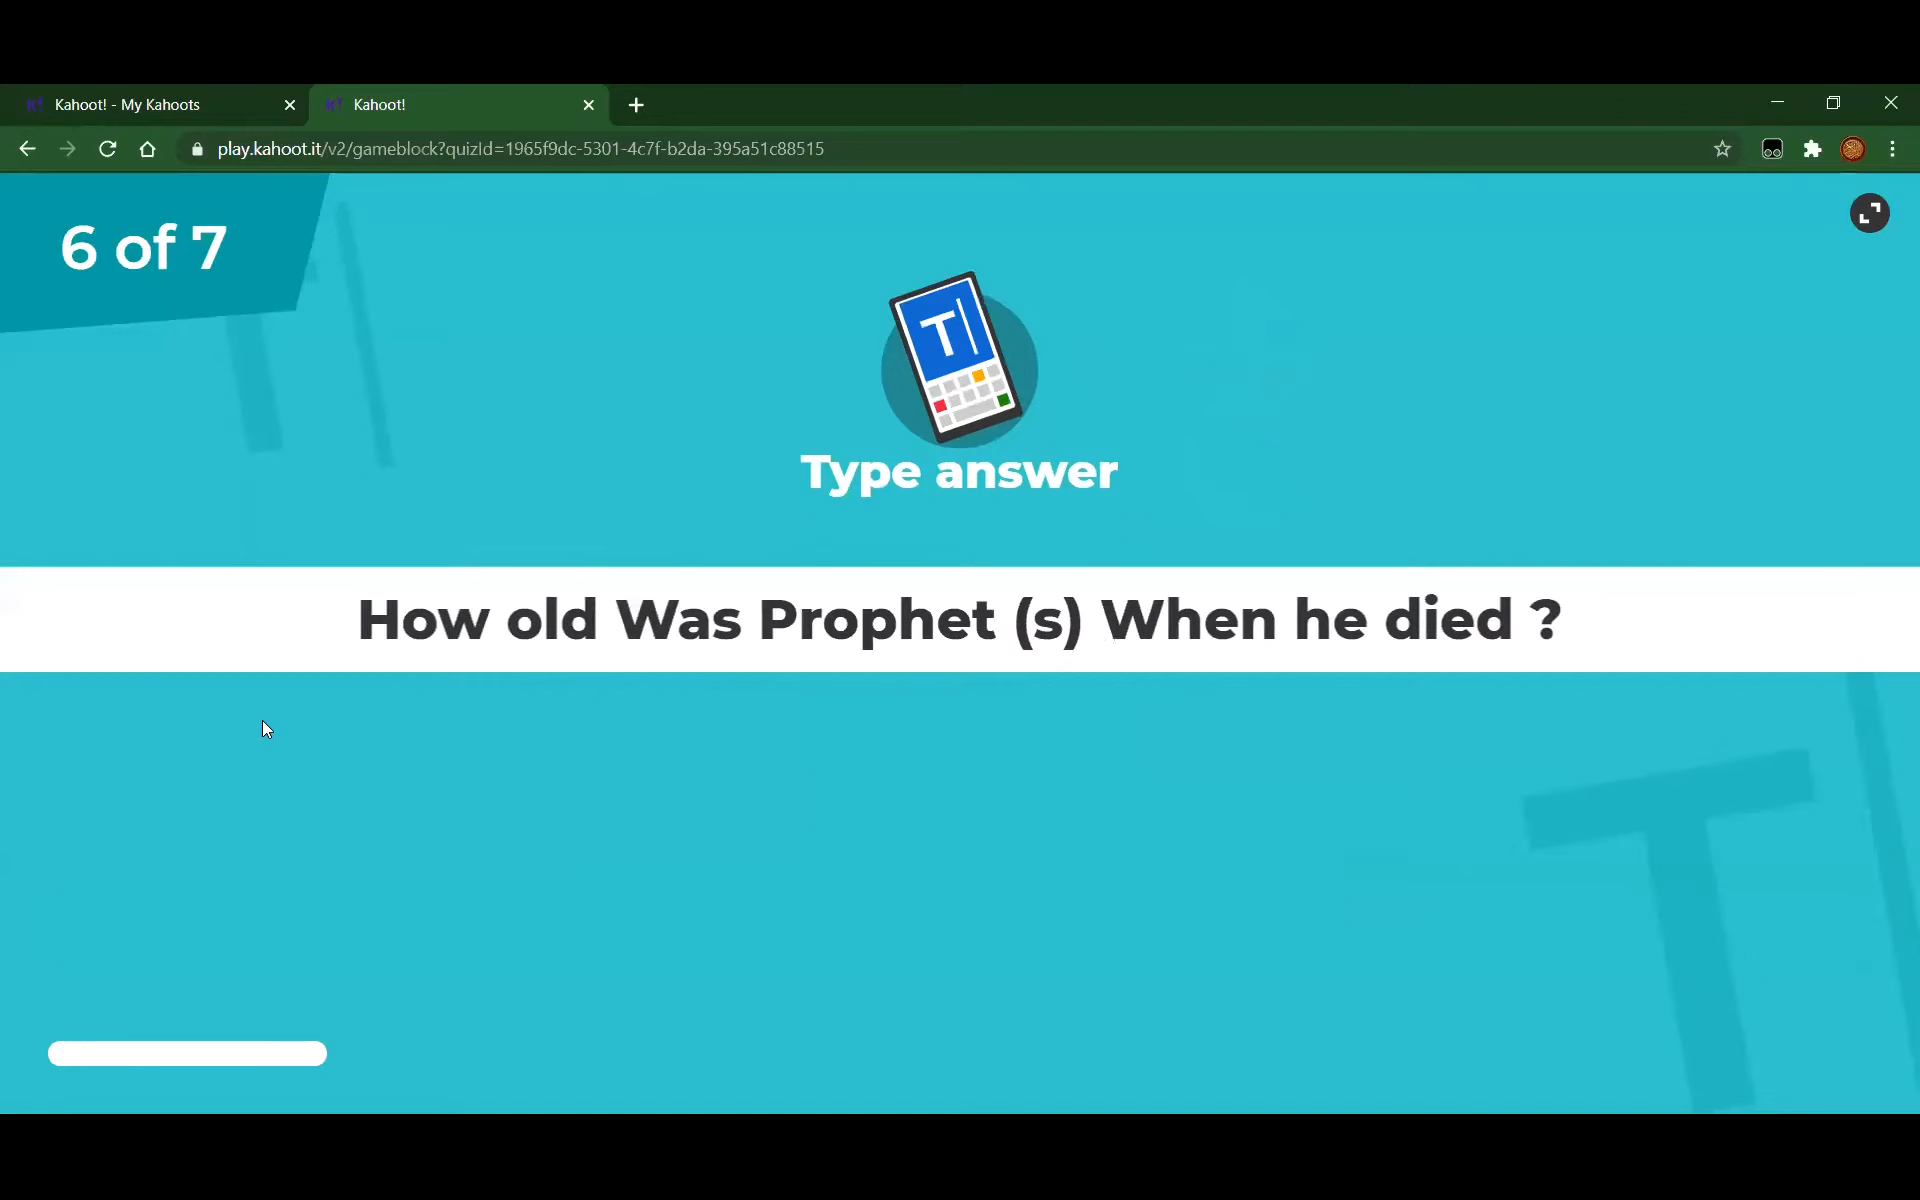 Kahoot! - My Kahoots
Kahoot!
play.kahoot.it/v2/gameblock?quizId=1965f9dc-5301-4c7f-b2da-395a51c88515
6 of 7
T
Type answer
How old Was Prophet (s) When he died ?